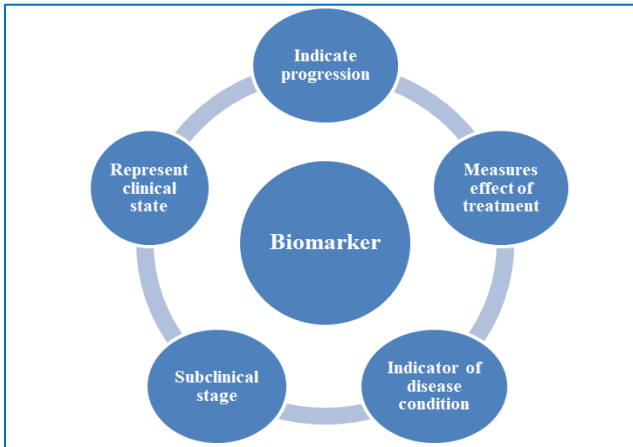 Indicate
progression
Represent
clinical
state
Measures
effect of
treatment
Biomarker
Subclinical
stage
Indicator of
disease
condition